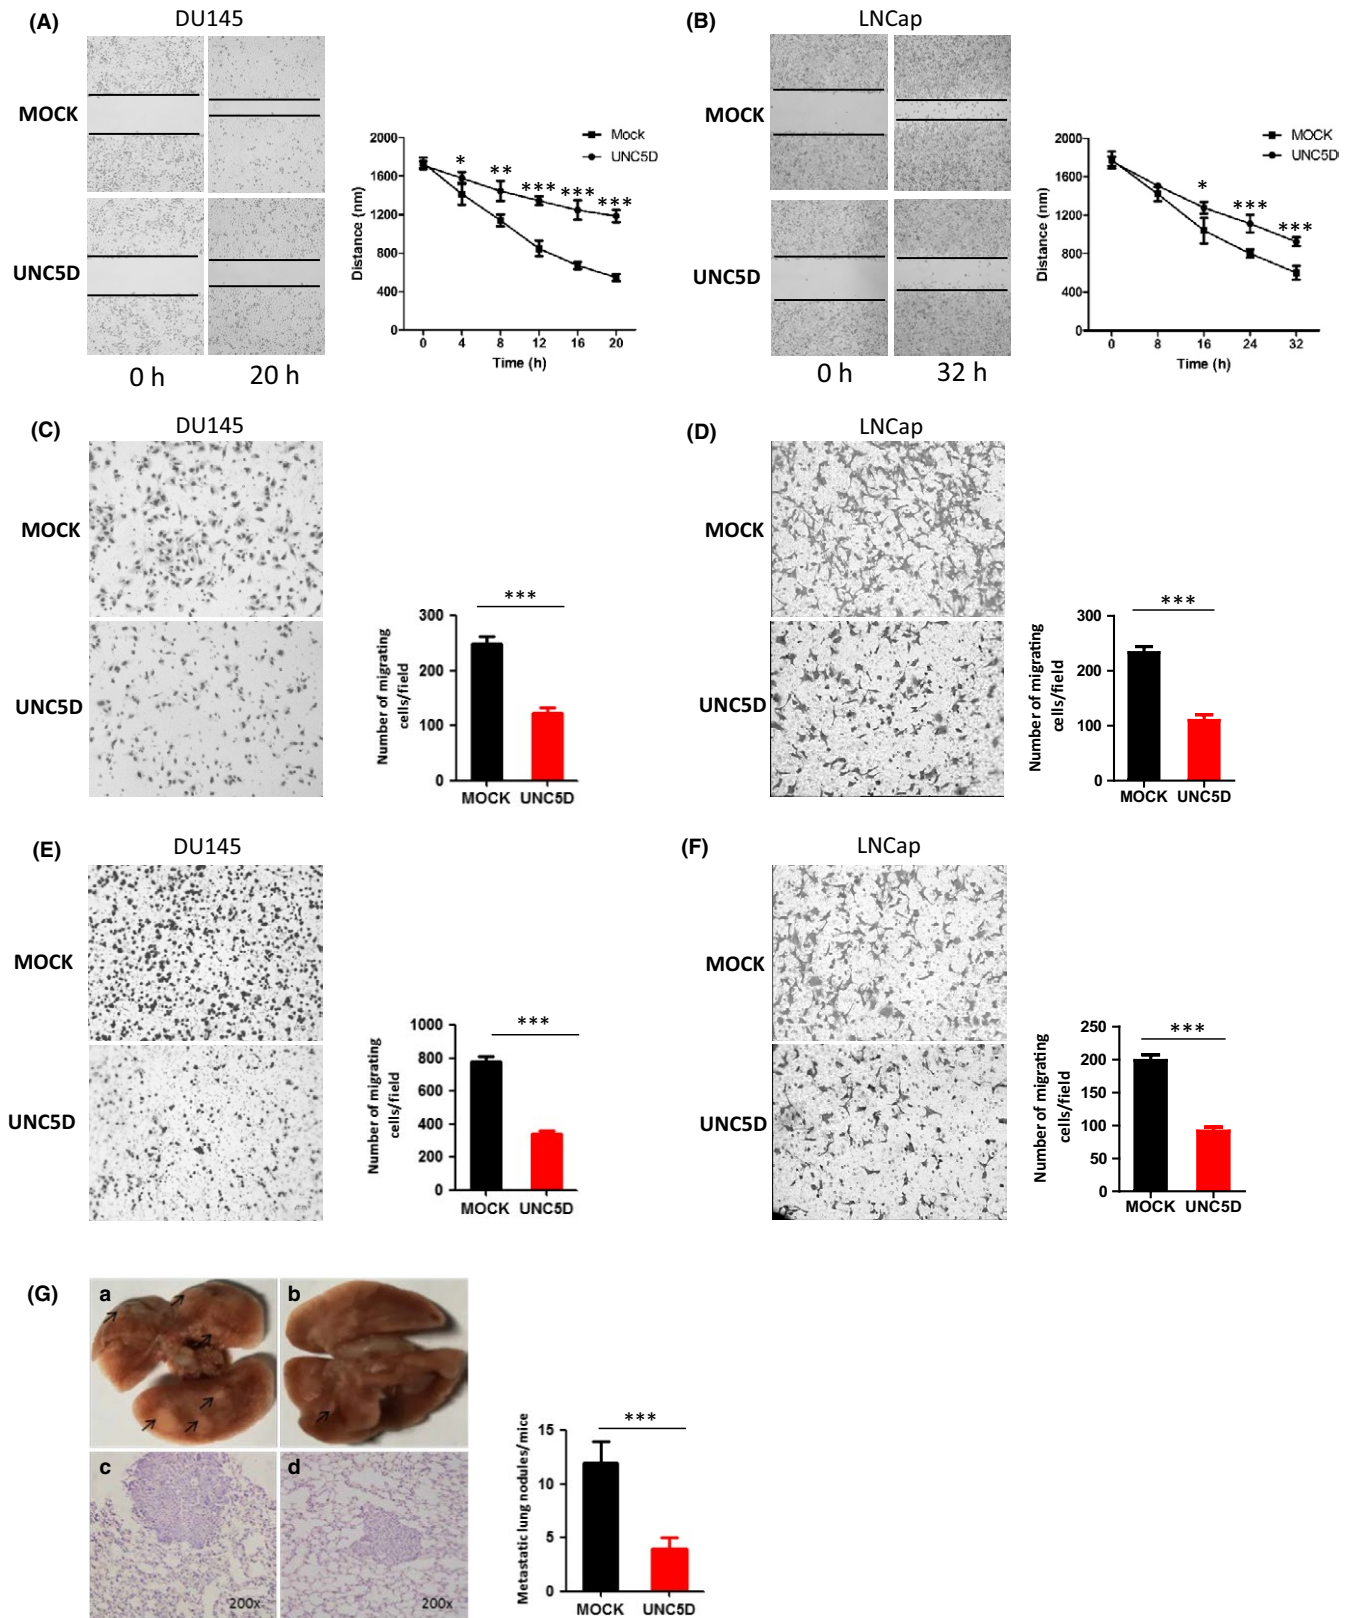 (A)
DU145
MOCK
UNC5D
0 h
20 h
Mock
UNC5D
2000
1600
1200
800
400
0
Distance (nm)
* ** *** *** ***
0 4 8 12 16 20
Time (h)
(B)
LNCap
MOCK
UNC5D
0 h
32 h
MOCK
UNC5D
2000
1600
1200
800
400
0
Distance (nm)
* *** ***
0 8 16 24 32
Time (h)
(C)
DU145
MOCK
UNC5D
***
300
200
100
0
Number of migrating
cells/field
MOCK UNC5D
(D)
LNCap
MOCK
UNC5D
***
300
200
100
0
Number of migrating
cells/field
MOCK UNC5D
(E)
DU145
MOCK
UNC5D
***
1000
800
600
400
200
0
Number of migrating
cells/field
MOCK UNC5D
(F)
LNCap
MOCK
UNC5D
***
250
200
150
100
50
0
Number of migrating
cells/field
MOCK UNC5D
(G)
a
b
c
d
200x
200x
***
15
10
5
0
Metastatic lung nodules/mice
MOCK UNC5D